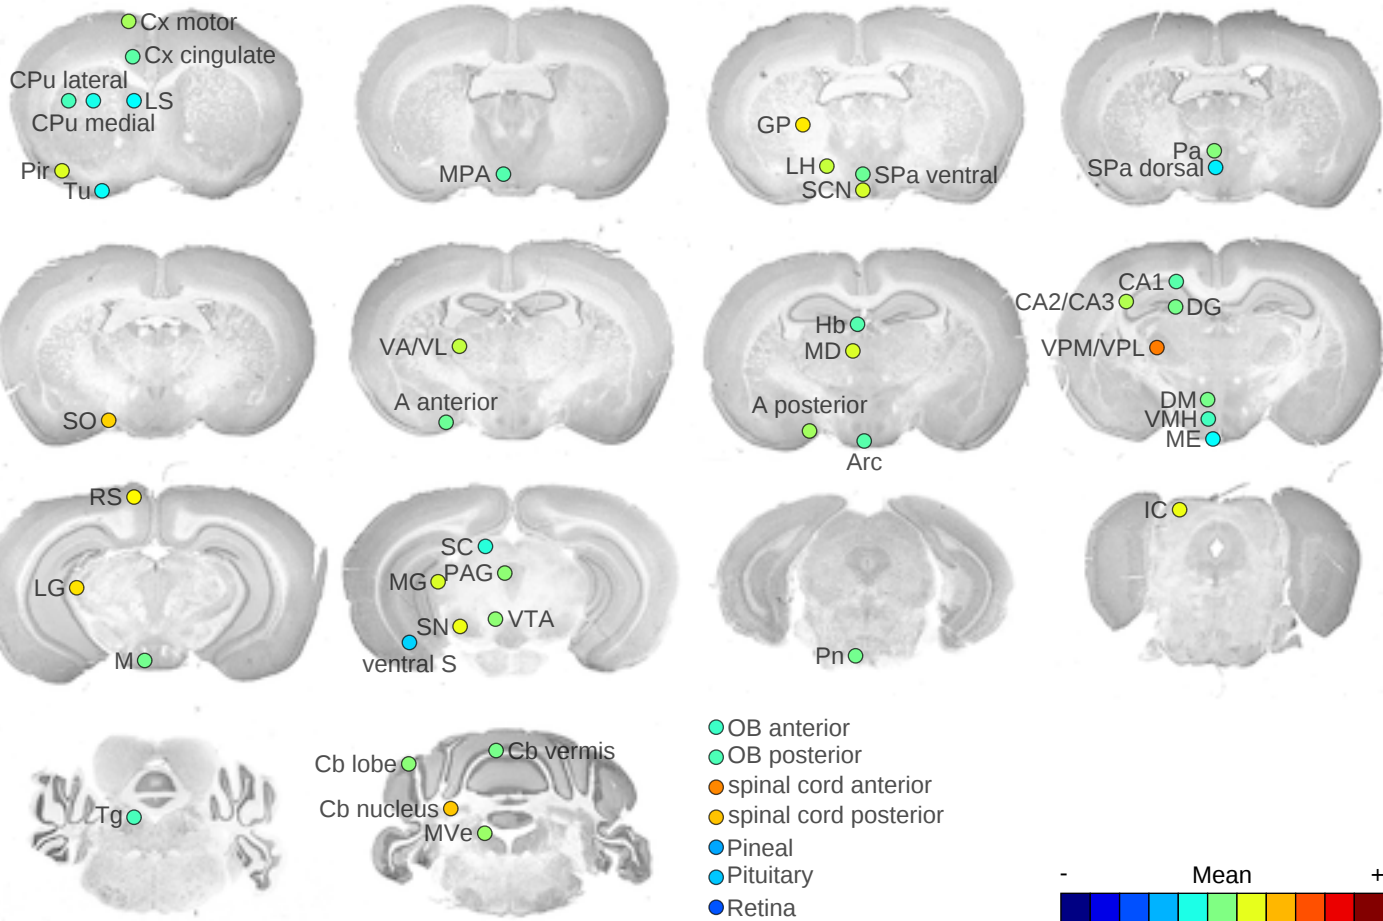 Cx motor
Cx cingulate
CPu lateral
LS
CPu medial
Pir
Tu
MPA
GP
LH
SPa ventral
SCN
Pa
SPa dorsal
SO
VA/VL
A anterior
Hb
MD
A posterior
Arc
CA1
CA2/CA3
DG
VPM/VPL
DM
VMH
ME
RS
LG
M
SC
PAG
MG
VTA
SN
ventral S
Pn
IC
Tg
Cb vermis
Cb lobe
Cb nucleus
MVe
OB anterior
OB posterior
spinal cord anterior
spinal cord posterior
Pineal
Pituitary
Retina
- Mean +